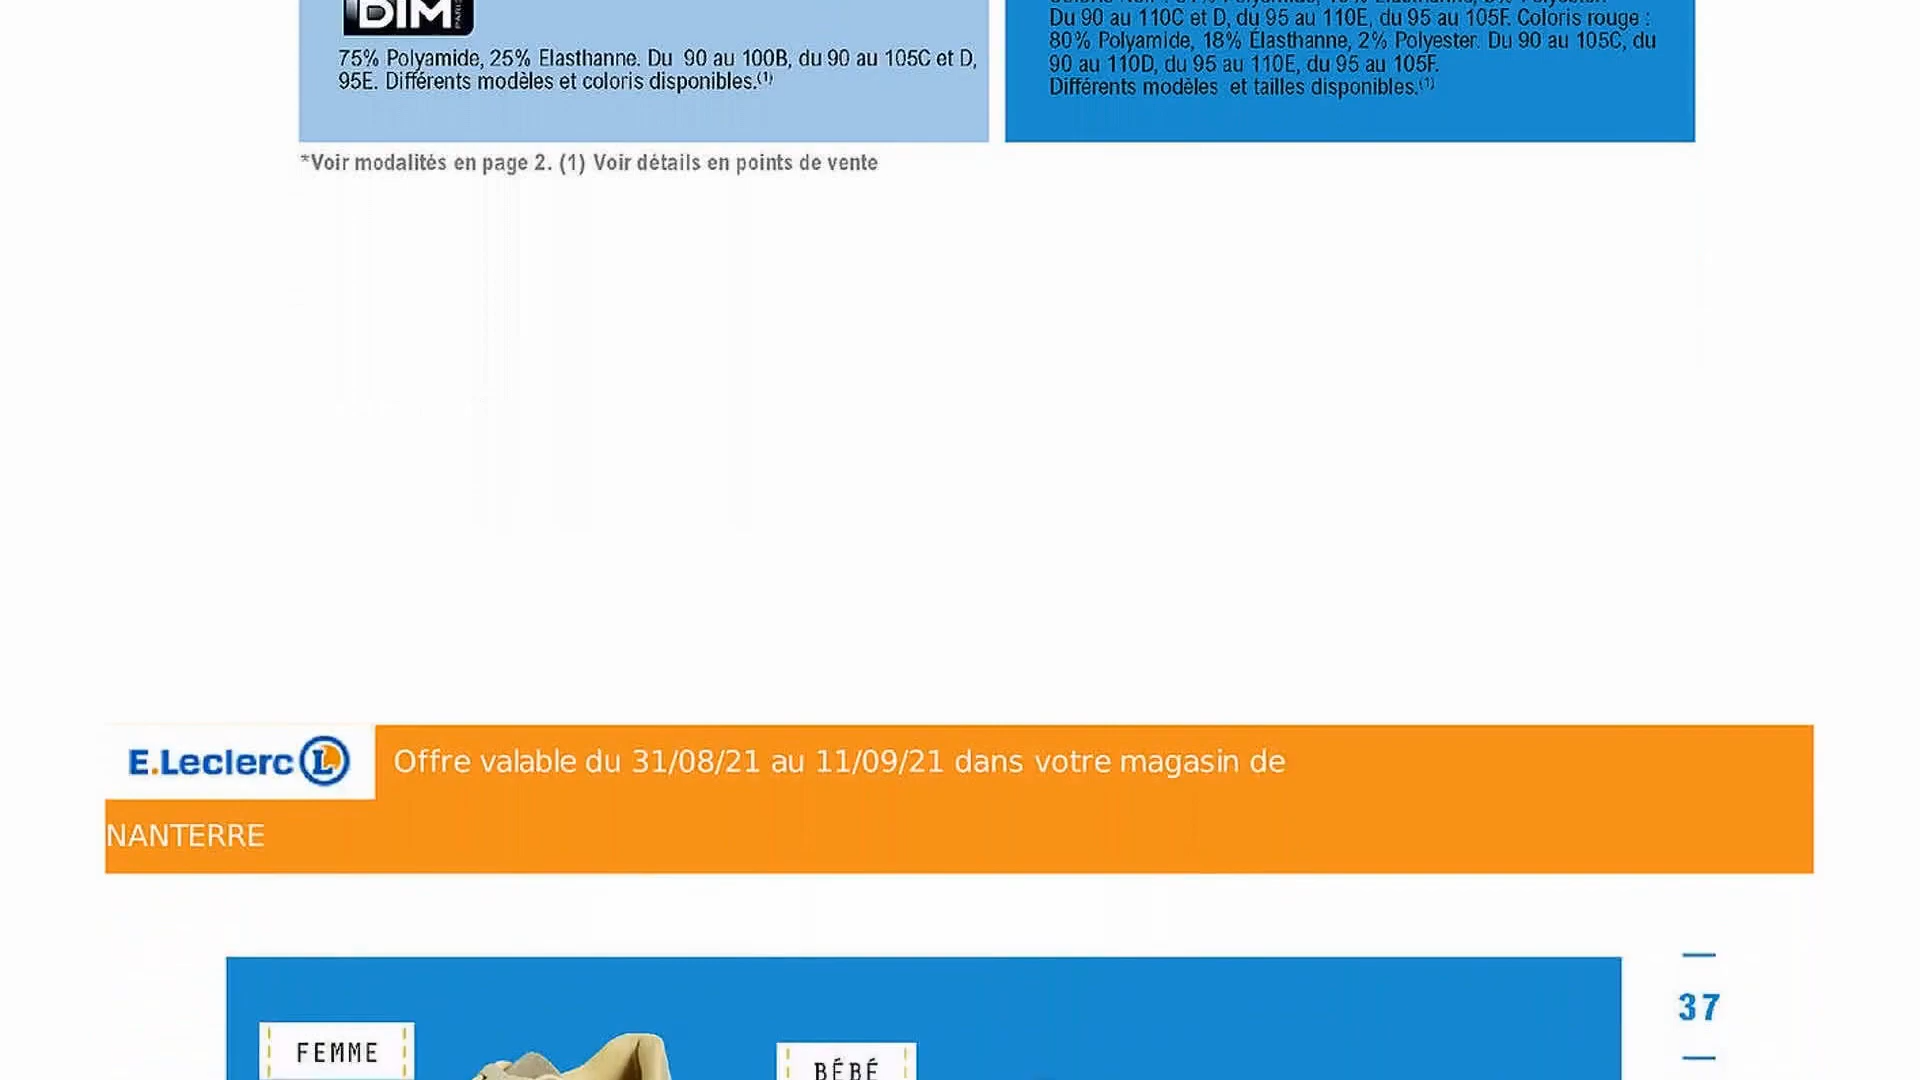 DIM
PARIS
75% Polyamide, 25% Elasthanne. Du 90 au 100B, du 90 au 105C et D,
95E. Différents modèles et coloris disponibles.(1)
Du 90 au 110C et D, du 95 au 110E, du 95 au 105F. Coloris rouge :
80% Polyamide, 18% Élasthanne, 2% Polyester. Du 90 au 105C, du
90 au 110D, du 95 au 110E, du 95 au 105F.
Différents modèles et tailles disponibles.(1)
*Voir modalités en page 2. (1) Voir détails en points de vente
E.Leclerc L
Offre valable du 31/08/21 au 11/09/21 dans votre magasin de
NANTERRE
37
FEMME
BÉBÉ